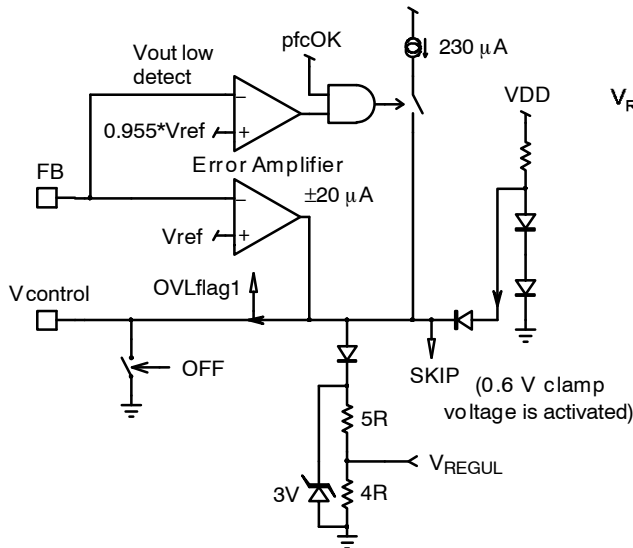 pfcOK
230 μA
Vout low
detect
VDD
VR
0.955*Vref
Error Amplifier
FB
±20 μA
Vref
OVLflag1
Vcontrol
OFF
SKIP
(0.6 V clamp
voltage is activated)
5R
VREGUL
3V
4R